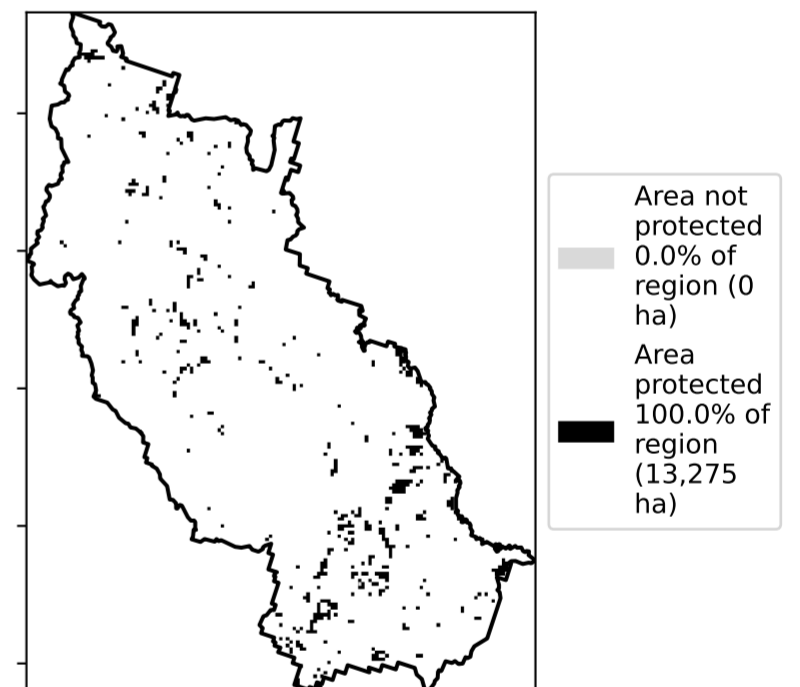 Area not
protected
0.0% of
region (0
ha)
Area
protected
100.0% of
region
(13,275
ha)